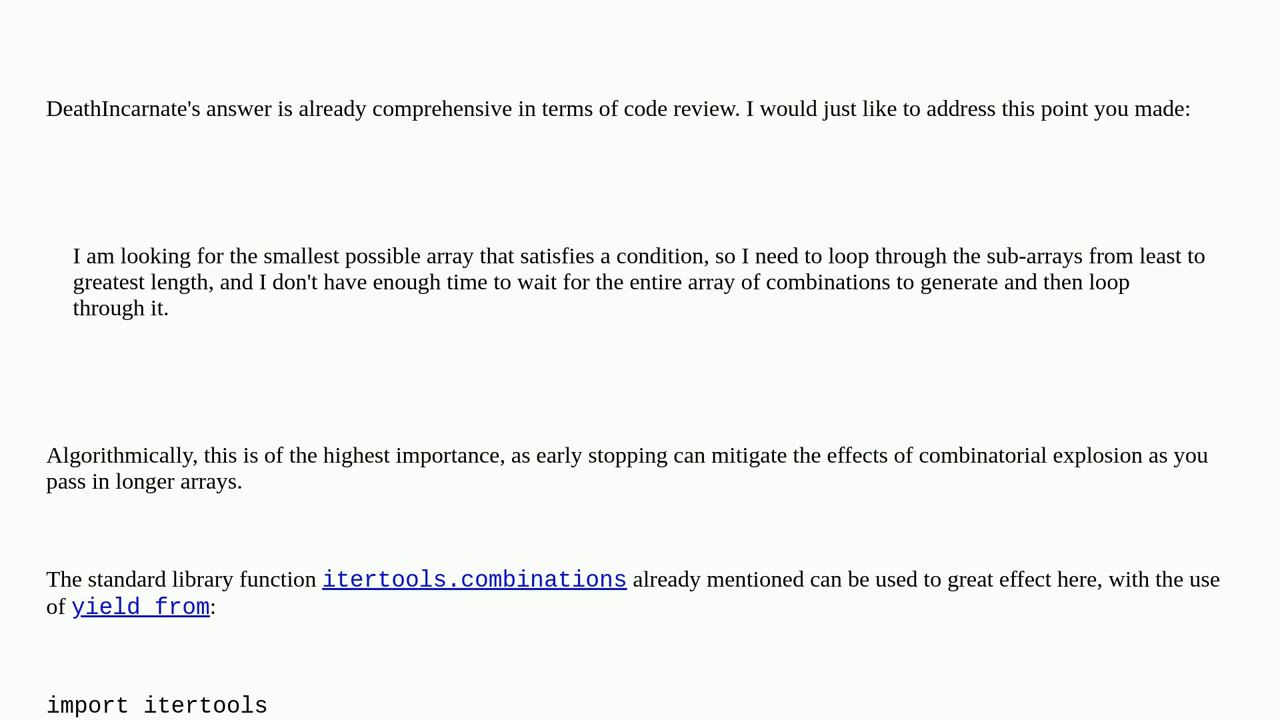 DeathIncarnate's answer is already comprehensive in terms of code review. I would just like to address this point you made:
I am looking for the smallest possible array that satisfies a condition, so I need to loop through the sub-arrays from least to
greatest length, and I don't have enough time to wait for the entire array of combinations to generate and then loop
through it.
Algorithmically, this is of the highest importance, as early stopping can mitigate the effects of combinatorial explosion as you
pass in longer arrays.
The standard library function itertools.combinations already mentioned can be used to great effect here, with the use
of yield from:
import itertools